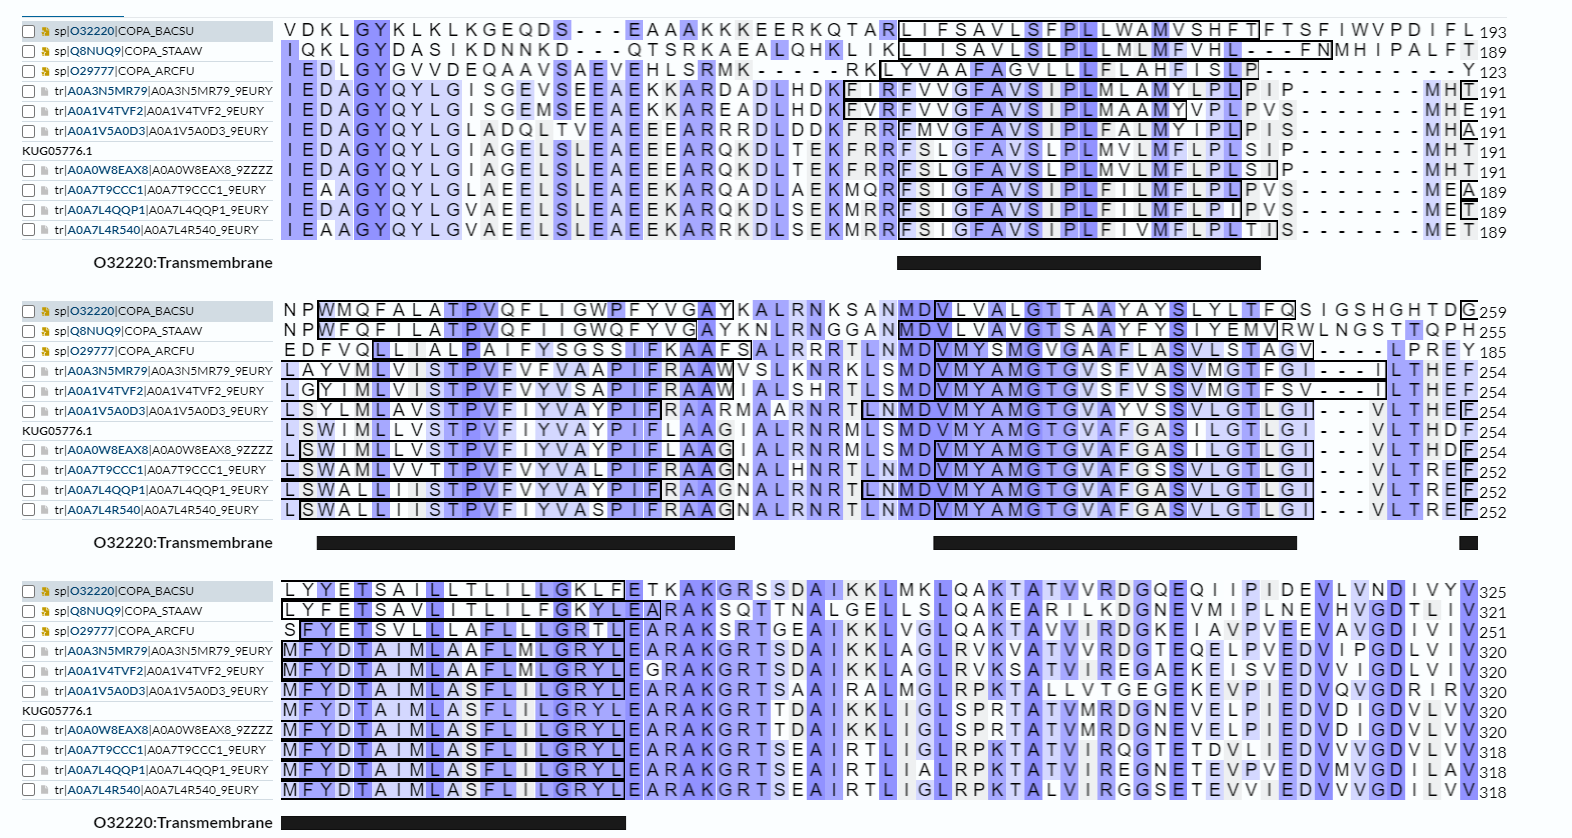 sp|O32220|COPA_BACSU VDKLGYKLKLKGEQDS---EAAAKKKEERKQTARLIFSAVLSFPLLWAMVSHFTFTSFIWVPDIFL 193
sp|Q8NUQ9|COPA_STAAW IQKLGYDASIKDNNKD---QTSRKAEALQHKLIKLIISAVLSLPLLMLMFVHL---FNMHIPALFT 189
sp|O29777|COPA_ARCFU IEDLGYGVVDEQAAVSAEVEHLSRMK-----RKLYVAAFAGVLLLFLAHFISLP-----------Y 123
tr|A0A3N5MR79|A0A3N5MR79_9EURY IEDAGYQYLGISGEVSEEAEKKARDADLHDKFIRFVVGFAVSIPLMLAMYLPLPIP-------MHT 191
tr|A0A1V4TVF2|A0A1V4TVF2_9EURY IEDAGYQYLGISGEMSEEAEKKAREADLHDKFVRFVVGFAVSIPLMAAMYVPLPVS-------MHE 191
tr|A0A1V5A0D3|A0A1V5A0D3_9EURY IEDAGYQYLGLADQLTVEAEEEARRRDLDDKFRRFMVGFAVSIPLFALMYIPLPIS-------MHA 191
KUG05776.1 IEDAGYQYLGIAGELSLEAEEEARQKDLTEKFRRFSLGFAVSLPLMVLMFLPLSIP-------MHT 191
tr|A0A0W8EAX8|A0A0W8EAX8_9ZZZZ IEDAGYQYLGIAGELSLEAEEEARQKDLTEKFRRFSLGFAVSLPLMVLMFLPLSIP-------MHT 191
tr|A0A7T9CCC1|A0A7T9CCC1_9EURY IEAAGYQYLGLAEELSLEAEEKARQADLAEKMQRFSIGFAVSIPLFILMFLPLPVS-------MEA 189
tr|A0A7L4QQP1|A0A7L4QQP1_9EURY IEDAGYQYLGVAEELSLEAEEKARQKDLSEKMRRFSIGFAVSIPLFILMFLPIPVS-------MET 189
tr|A0A7L4R540|A0A7L4R540_9EURY IEAAGYQYLGVAEELSLEAEEKARRKDLSEKMRRFSIGFAVSIPLFIVMFLPLTIS-------MET 189
O32220:Transmembrane
sp|O32220|COPA_BACSU NPWMQFALATPVQFLIGWPFYVGAYKALRNKSANMDVLVALGTTAAYAYSLYLTFQSIGSHGHTDG 259
sp|Q8NUQ9|COPA_STAAW NPWFQFILATPVQFIIGWQFYVGAYKNLRNGGANMDVLVAVGTSAAYFYSIYEMVRWLNGSTTQPH 255
sp|O29777|COPA_ARCFU EDFVQLLIALPAIFYSGSSIFKAAFSALRRRTLNMDVMYSMGVGAAFLASVLSTAGV----LPREY 185
tr|A0A3N5MR79|A0A3N5MR79_9EURY LAYVMLVISTPVFVFVAAPIFRAAWVSLKNRKLSMDVMYAMGTGVSFVASVMGTFGI---ILTHEF 254
tr|A0A1V4TVF2|A0A1V4TVF2_9EURY LGYIMLVISTPVFVYVSAPIFRAAWIALSHRTLSMDVMYAMGTGVSFVSSVMGTFSV---ILTHEF 254
tr|A0A1V5A0D3|A0A1V5A0D3_9EURY LSYLMLAVSTPVFIYVAYPIFRAARMAARNRTLNMDVMYAMGTGVAYVSSVLGTLGI---VLTHEF 254
KUG05776.1 LSWIMLLVSTPVFIYVAYPIFLAAGIALRNRMLSMDVMYAMGTGVAFGASILGTLGI---VLTHDF 254
tr|A0A0W8EAX8|A0A0W8EAX8_9ZZZZ LSWIMLLVSTPVFIYVAYPIFLAAGIALRNRMLSMDVMYAMGTGVAFGASILGTLGI---VLTHDF 254
tr|A0A7T9CCC1|A0A7T9CCC1_9EURY LSWAMLVVTTPVFVYVALPIFRAAGNALHNRTLNMDVMYAMGTGVAFGSSVLGTLGI---VLTREF 252
tr|A0A7L4QQP1|A0A7L4QQP1_9EURY LSWALLIISTPVFVYVAYPIFRAAGNALRNRTLNMDVMYAMGTGVAFGASVLGTLGI---VLTREF 252
tr|A0A7L4R540|A0A7L4R540_9EURY LSWALLIISTPVFIYVASPIFRAAGNALRNRTLNMDVMYAMGTGVAFGASVLGTLGI---VLTREF 252
O32220:Transmembrane
sp|O32220|COPA_BACSU LYYETSAILLTLILLGKLFETKAKGRSSDAIKKLMKLQAKTATVVRDGQEQIIPIDEVLVNDIVYV 325
sp|Q8NUQ9|COPA_STAAW LYFETSAVLITLILFGKYLEARAKSQTTNALGELLSLQAKEARILKDGNEVMIPLNEVHVGDTLIV 321
sp|O29777|COPA_ARCFU SFYETSVLLLAFLLLGRTLEARAKSRTGEAIKKLVGLQAKTAVVIRDGKEIAVPVEEVAVGDIVIV 251
tr|A0A3N5MR79|A0A3N5MR79_9EURY MFYDTAIMLAAFLMLGRYLEARAKGRTSDAIKKLAGLRVKVATVVRDGTEQELPVEDVIPGDLVIV 320
tr|A0A1V4TVF2|A0A1V4TVF2_9EURY MFYDTAIMLAAFLMLGRYLEGRAKGRTSDAIKKLAGLRVKSATVIREGAEKEISVEDVVIGDLVIV 320
tr|A0A1V5A0D3|A0A1V5A0D3_9EURY MFYDTAIMLASFLILGRYLEARAKGRTSAAIRALMGLRPKTALLVTGEGEKEVPIEDVQVGDRIRV 320
KUG05776.1 MFYDTAIMLASFLILGRYLEARAKGRTTDAIKKLIGLSPRTATVMRDGNEVELPIEDVDIGDVLVV 320
tr|A0A0W8EAX8|A0A0W8EAX8_9ZZZZ MFYDTAIMLASFLILGRYLEARAKGRTTDAIKKLIGLSPRTATVMRDGNEVELPIEDVDIGDVLVV 320
tr|A0A7T9CCC1|A0A7T9CCC1_9EURY MFYDTAIMLASFLILGRYLEARAKGRTSEAIRTLIGLRPKTATVIRQGTETDVLIEDVVVGDVLVV 318
tr|A0A7L4QQP1|A0A7L4QQP1_9EURY MFYDTAIMLASFLILGRYLEARAKGRTSEAIRTLIALRPKTATVIREGNETEVPVEDVMVGDILAV 318
tr|A0A7L4R540|A0A7L4R540_9EURY MFYDTAIMLASFLILGRYLEARAKGRTSEAIRTLIGLRPKTALVIRGGSETEVVIEDVVVGDILVV 318
O32220:Transmembrane